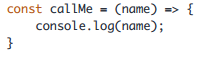 const callMe = (name) => {
    console.log(name);
}